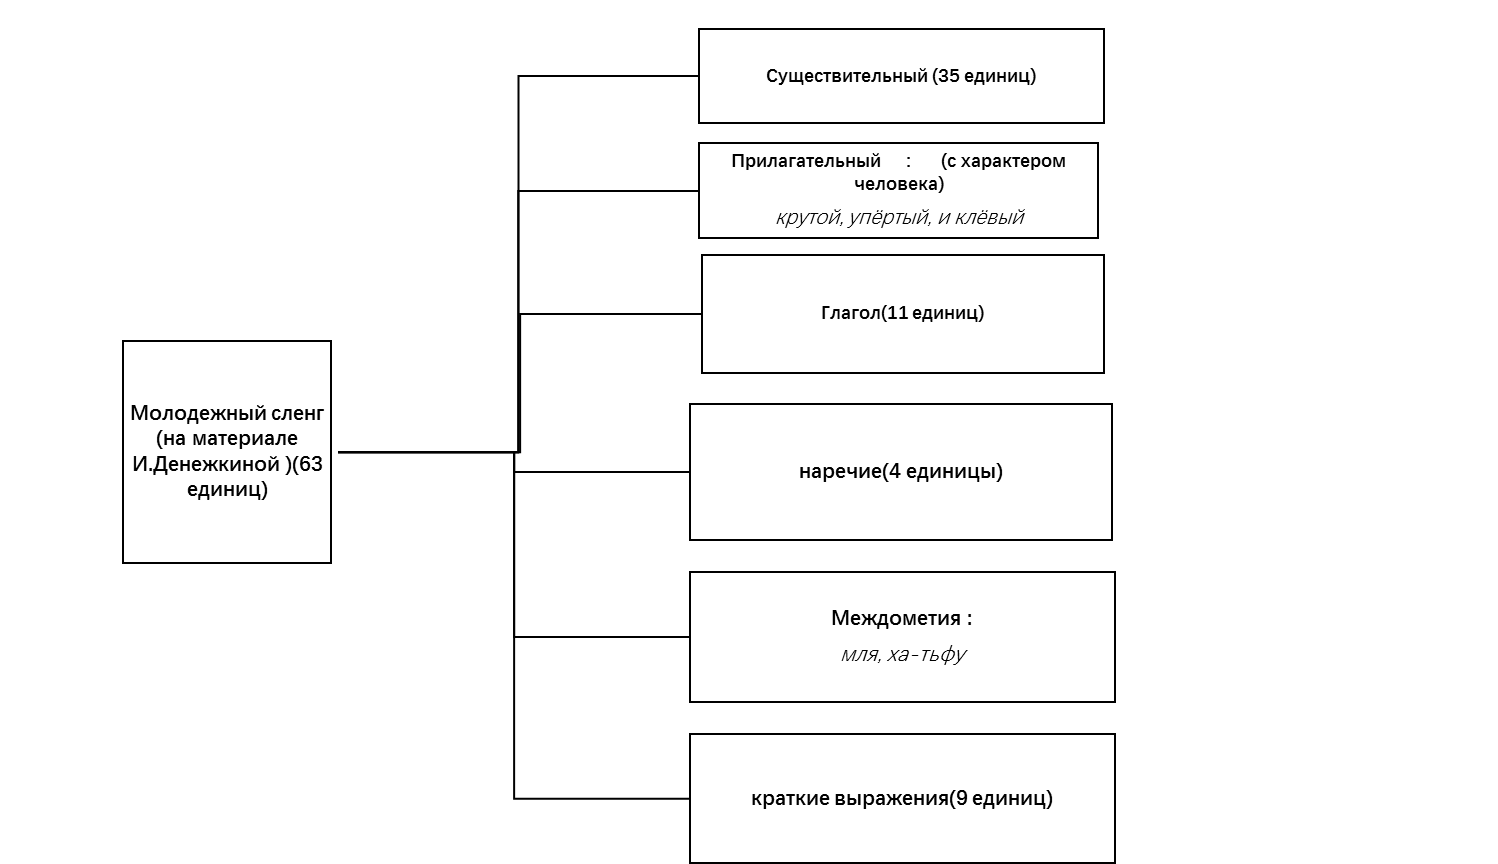 Существительный (35 единиц)
Прилагательный : (с характером
человека)
крутой, упёртый, и клёвый
Глагол(11 единиц)
Молодежный сленг
(на материале
И.Денежкиной )(63
единиц)
наречие(4 единицы)
Междометия :
мля, ха-тьфу
краткие выражения(9 единиц)